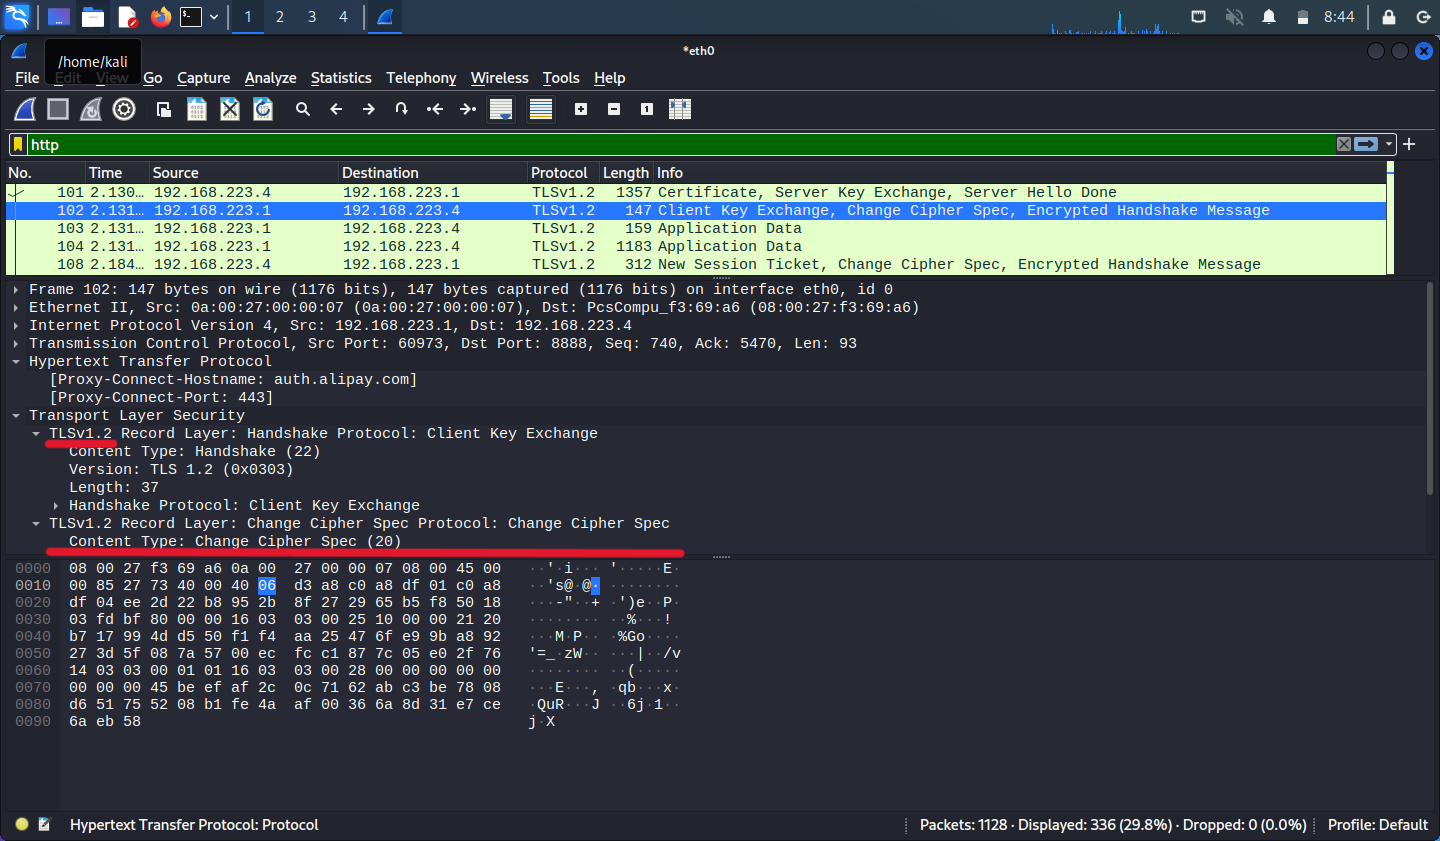 1 2 3 4 8:44
*eth0
/home/kali
File Edit View Go Capture Analyze Statistics Telephony Wireless Tools Help
http
No. Time Source Destination Protocol Length Info
101 2.130… 192.168.223.4 192.168.223.1 TLSv1.2 1357 Certificate, Server Key Exchange, Server Hello Done
102 2.131… 192.168.223.1 192.168.223.4 TLSv1.2 147 Client Key Exchange, Change Cipher Spec, Encrypted Handshake Message
103 2.131… 192.168.223.1 192.168.223.4 TLSv1.2 159 Application Data
104 2.131… 192.168.223.1 192.168.223.4 TLSv1.2 1183 Application Data
108 2.184… 192.168.223.4 192.168.223.1 TLSv1.2 312 New Session Ticket, Change Cipher Spec, Encrypted Handshake Message
Frame 102: 147 bytes on wire (1176 bits), 147 bytes captured (1176 bits) on interface eth0, id 0
Ethernet II, Src: 0a:00:27:00:00:07 (0a:00:27:00:00:07), Dst: PcsCompu_f3:69:a6 (08:00:27:f3:69:a6)
Internet Protocol Version 4, Src: 192.168.223.1, Dst: 192.168.223.4
Transmission Control Protocol, Src Port: 60973, Dst Port: 8888, Seq: 740, Ack: 5470, Len: 93
Hypertext Transfer Protocol
[Proxy-Connect-Hostname: auth.alipay.com]
[Proxy-Connect-Port: 443]
Transport Layer Security
TLSv1.2 Record Layer: Handshake Protocol: Client Key Exchange
Content Type: Handshake (22)
Version: TLS 1.2 (0x0303)
Length: 37
Handshake Protocol: Client Key Exchange
TLSv1.2 Record Layer: Change Cipher Spec Protocol: Change Cipher Spec
Content Type: Change Cipher Spec (20)
0000 08 00 27 f3 69 a6 0a 00 27 00 00 07 08 00 45 00 ··'·i··· '·····E·
0010 00 85 27 73 40 00 40 06 d3 a8 c0 a8 df 01 c0 a8 ··'s@·@· ········
0020 df 04 ee 2d 22 b8 95 2b 8f 27 29 65 b5 f8 50 18 ···-"··+ ·')e··P·
0030 03 fd bf 80 00 00 16 03 03 00 25 10 00 00 21 20 ········ ··%···!
0040 b7 17 99 4d d5 50 f1 f4 aa 25 47 6f e9 9b a8 92 ···M·P·· ·%Go····
0050 27 3d 5f 08 7a 57 00 ec fc c1 87 7c 05 e0 2f 76 '=_·zW·· ···|··/v
0060 14 03 03 00 01 01 16 03 03 00 28 00 00 00 00 00 ········ ··(·····
0070 00 00 00 45 be ef af 2c 0c 71 62 ab c3 be 78 08 ···E···, ·qb···x·
0080 d6 51 75 52 08 b1 fe 4a af 00 36 6a 8d 31 e7 ce ·QuR···J ··6j·1··
0090 6a eb 58 j·X
Hypertext Transfer Protocol: Protocol Packets: 1128 · Displayed: 336 (29.8%) · Dropped: 0 (0.0%) Profile: Default